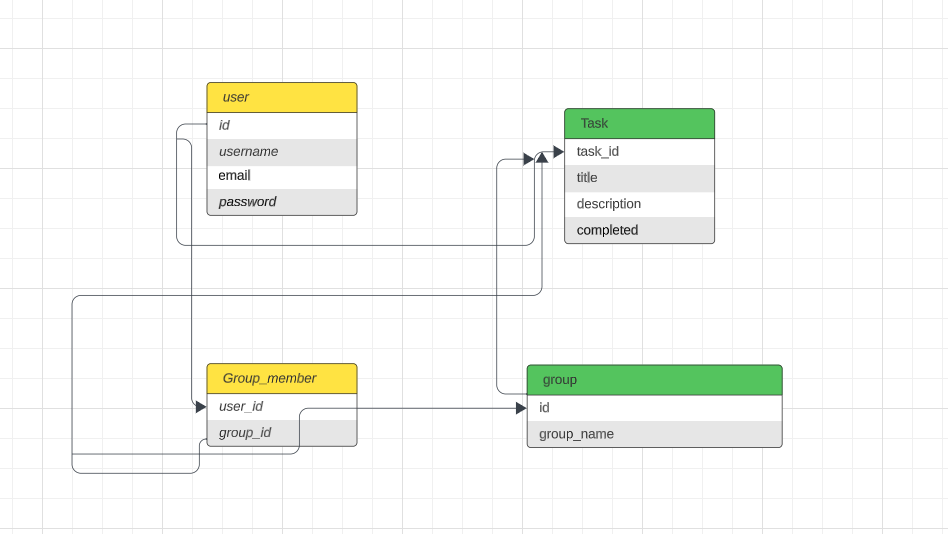 user
id
username
email
password
Task
task_id
title
description
completed
Group_member
user_id
group_id
group
id
group_name